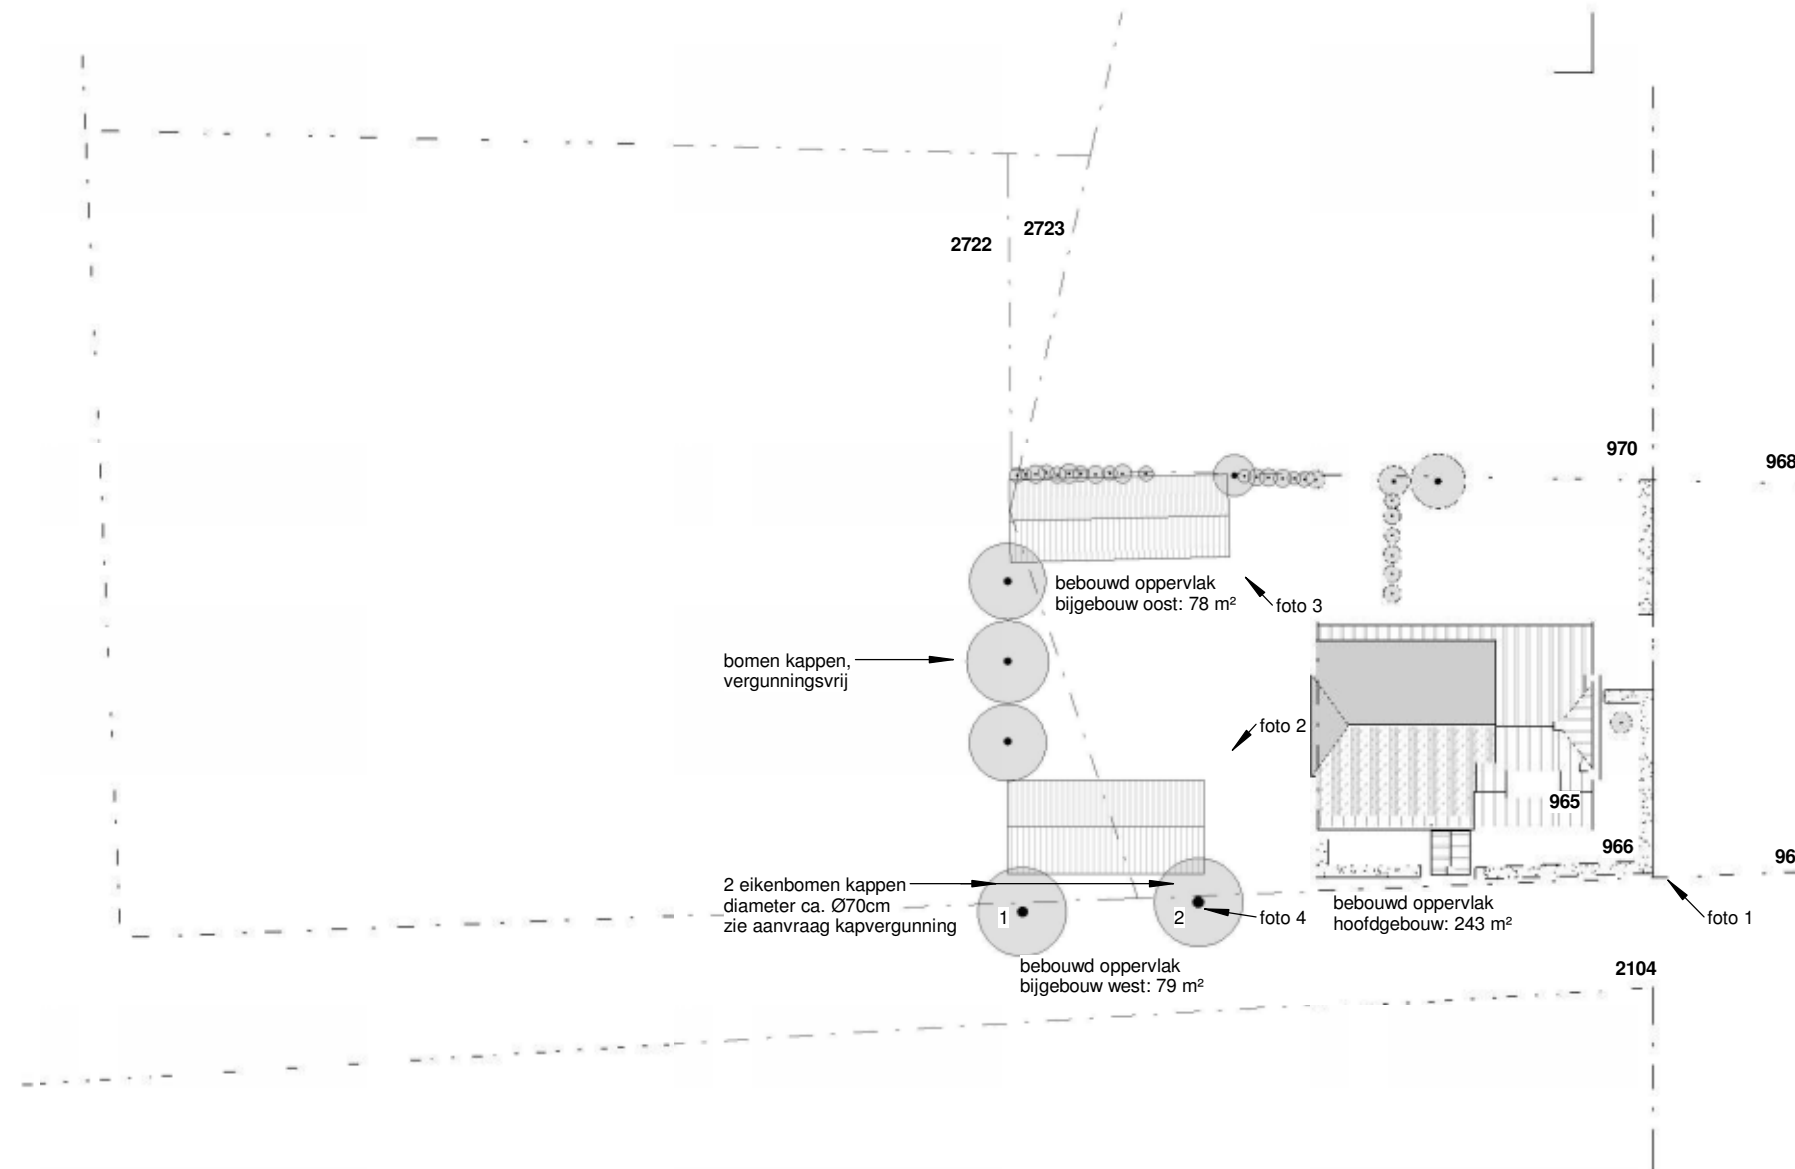 2723
2722
970
968
bebouwd oppervlak
bijgebouw oost: 78 m²
foto 3
bomen kappen,
vergunningsvrij
foto 2
965
966
96
2 eikenbomen kappen
diameter ca. Ø70cm
zie aanvraag kapvergunning
1
2
foto 4
bebouwd oppervlak
hoofdgebouw: 243 m²
foto 1
bebouwd oppervlak
bijgebouw west: 79 m²
2104